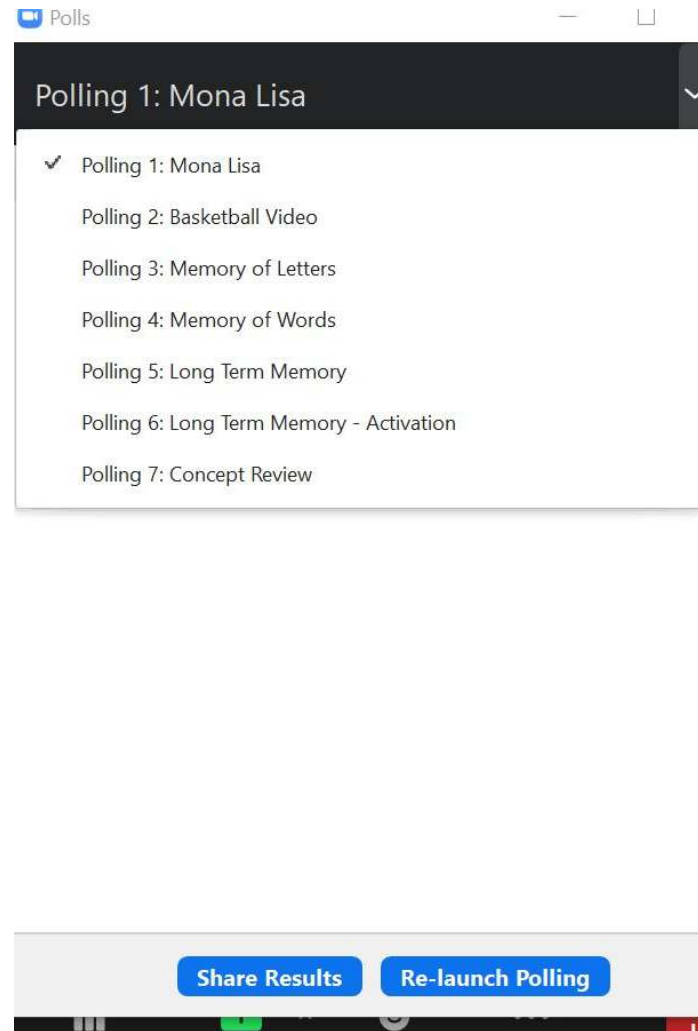 Polls
Polling 1: Mona Lisa
Polling 1: Mona Lisa
Polling 2: Basketball Video
Polling 3: Memory of Letters
Polling 4: Memory of Words
Polling 5: Long Term Memory
Polling 6: Long Term Memory - Activation
Polling 7: Concept Review
Share Results Re-launch Polling